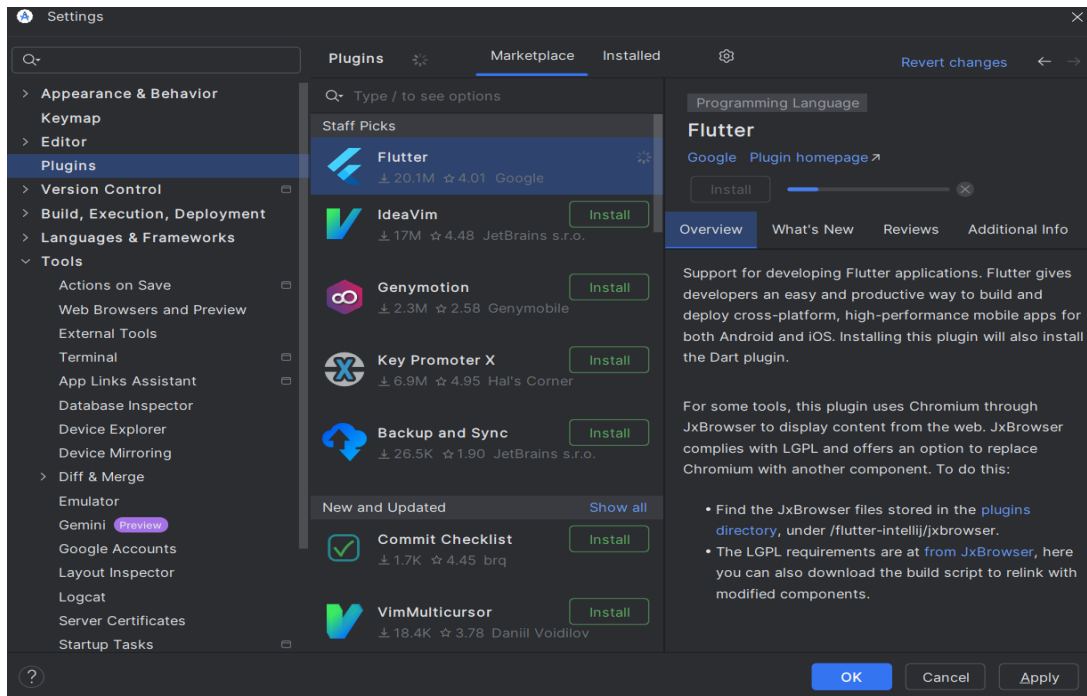 Settings
Appearance & Behavior
Keymap
Editor
Plugins
Version Control
Build, Execution, Deployment
Languages & Frameworks
Tools
Actions on Save
Web Browsers and Preview
External Tools
Terminal
App Links Assistant
Database Inspector
Device Explorer
Device Mirroring
Diff & Merge
Emulator
Gemini Preview
Google Accounts
Layout Inspector
Logcat
Server Certificates
Startup Tasks
Plugins Marketplace Installed
Type / to see options
Staff Picks
Flutter
20.1M 4.01 Google
IdeaVim Install
17M 4.48 JetBrains s.r.o.
Genymotion Install
2.3M 2.58 Genymobile
Key Promoter X Install
6.9M 4.95 Hal's Corner
Backup and Sync Install
26.5K 1.90 JetBrains s.r.o.
New and Updated Show all
Commit Checklist Install
1.7K 4.45 brq
VimMulticursor Install
18.4K 3.78 Daniil Voidilov
Revert changes
Programming Language
Flutter
Google Plugin homepage
Install
Overview What's New Reviews Additional Info
Support for developing Flutter applications. Flutter gives
developers an easy and productive way to build and
deploy cross-platform, high-performance mobile apps for
both Android and iOS. Installing this plugin will also install
the Dart plugin.
For some tools, this plugin uses Chromium through
JxBrowser to display content from the web. JxBrowser
complies with LGPL and offers an option to replace
Chromium with another component. To do this:
• Find the JxBrowser files stored in the plugins
directory, under /flutter-intellij/jxbrowser.
• The LGPL requirements are at from JxBrowser, here
you can also download the build script to relink with
modified components.
? OK Cancel Apply